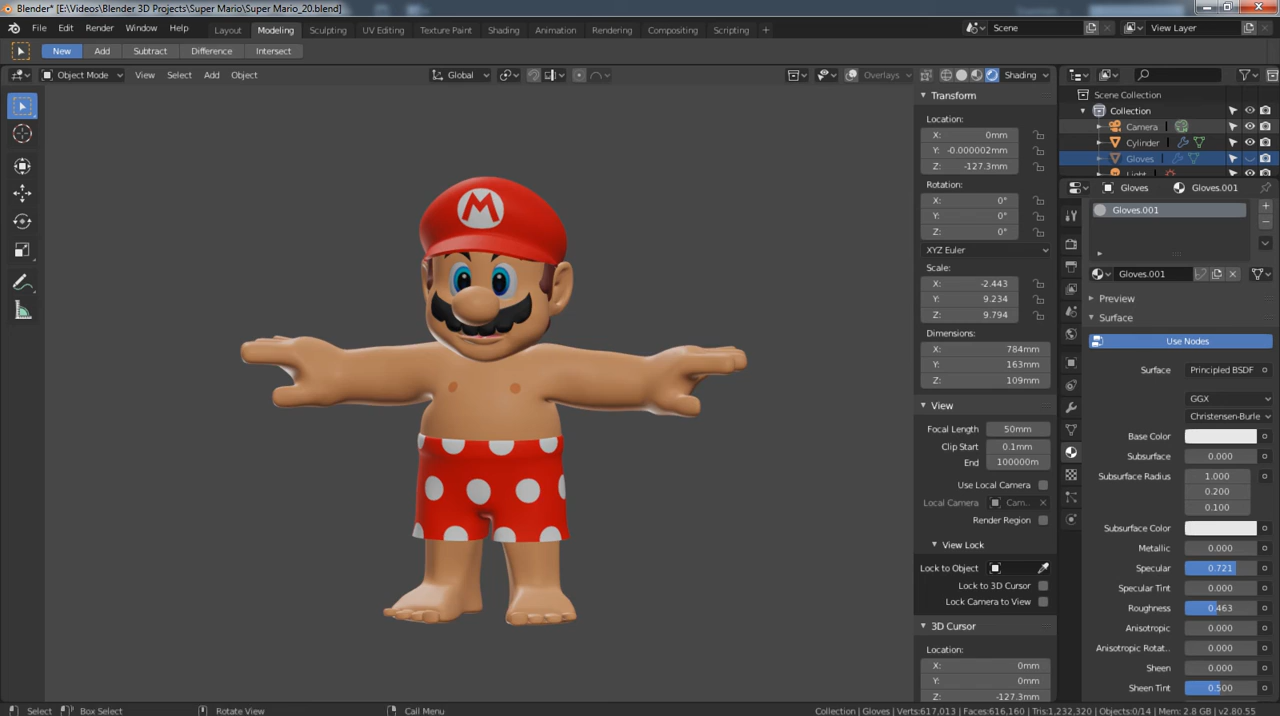 Blender* [E:\Videos\Blender 3D Projects\Super Mario\Super Mario_20.blend]
File Edit Render Window Help Layout Modeling Sculpting UV Editing Texture Paint Shading Animation Rendering Compositing Scripting + Scene View Layer
New Add Subtract Difference Intersect
Object Mode View Select Add Object Global Overlays Shading
Transform
Location:
X: 0mm
Y: -0.000002mm
Z: -127.3mm
Rotation:
X: 0°
Y: 0°
Z: 0°
XYZ Euler
Scale:
X: -2.443
Y: 9.234
Z: 9.794
Dimensions:
X: 784mm
Y: 163mm
Z: 109mm
View
Focal Length 50mm
Clip Start 0.1mm
End 100000m
Use Local Camera
Local Camera Cam..
Render Region
View Lock
Lock to Object
Lock to 3D Cursor
Lock Camera to View
3D Cursor
Location:
X: 0mm
Y: 0mm
Z: -127.3mm
Scene Collection
Collection
Camera
Cylinder
Gloves
Light
Gloves Gloves.001
Gloves.001
Gloves.001
Preview
Surface
Use Nodes
Surface Principled BSDF
GGX
Christensen-Burle
Base Color
Subsurface 0.000
Subsurface Radius 1.000
0.200
0.100
Subsurface Color
Metallic 0.000
Specular 0.721
Specular Tint 0.000
Roughness 0.463
Anisotropic 0.000
Anisotropic Rotat.. 0.000
Sheen 0.000
Sheen Tint 0.500
M
Select Box Select Rotate View Call Menu Collection | Gloves | Verts:617,013 | Faces:616,160 | Tris:1,232,320 | Objects:0/14 | Mem: 2.8 GB | v2.80.55